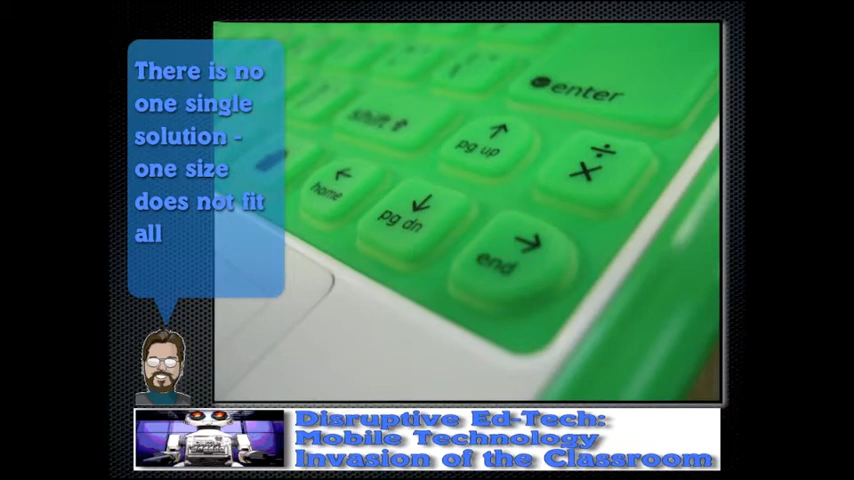 There is no
one single
solution -
one size
does not fit
all
enter
shift
pg up
home
pg dn
end
÷
×
Disruptive Ed-Tech:
Mobile Technology
Invasion of the Classroom